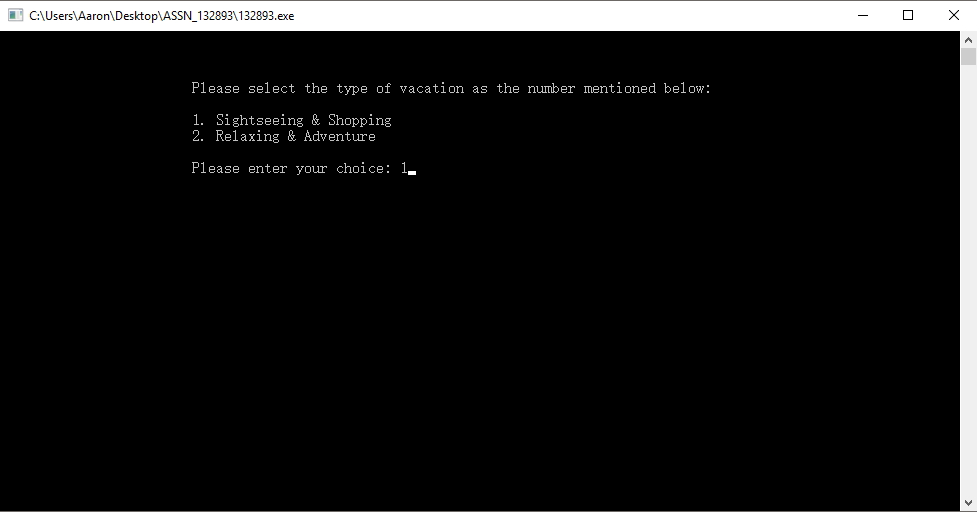 C:\Users\Aaron\Desktop\ASSN_132893\132893.exe
Please select the type of vacation as the number mentioned below:
1. Sightseeing & Shopping
2. Relaxing & Adventure
Please enter your choice: 1